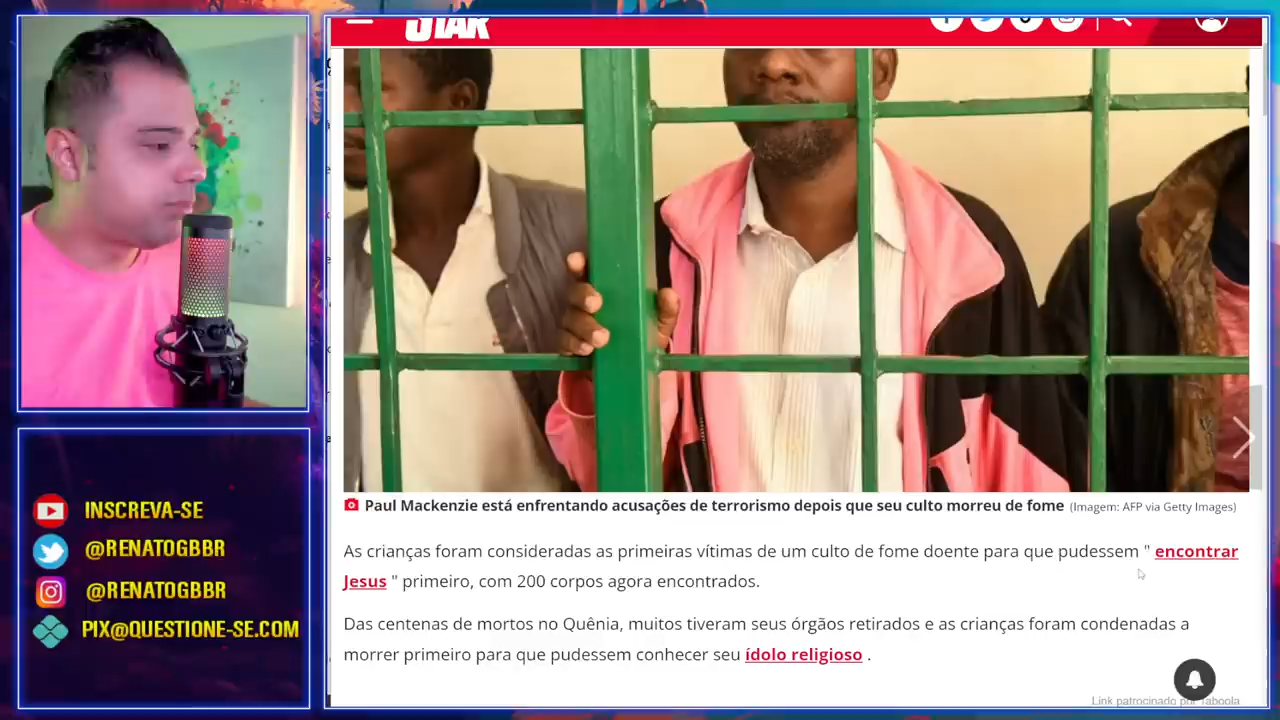 STAR
Paul Mackenzie está enfrentando acusações de terrorismo depois que seu culto morreu de fome (Imagem: AFP via Getty Images)
As crianças foram consideradas as primeiras vítimas de um culto de fome doente para que pudessem " encontrar
Jesus " primeiro, com 200 corpos agora encontrados.
Das centenas de mortos no Quênia, muitos tiveram seus órgãos retirados e as crianças foram condenadas a
morrer primeiro para que pudessem conhecer seu ídolo religioso .
Link patrocinado por Taboola
INSCREVA-SE
@RENATOGBBR
@RENATOGBBR
PIX@QUESTIONE-SE.COM